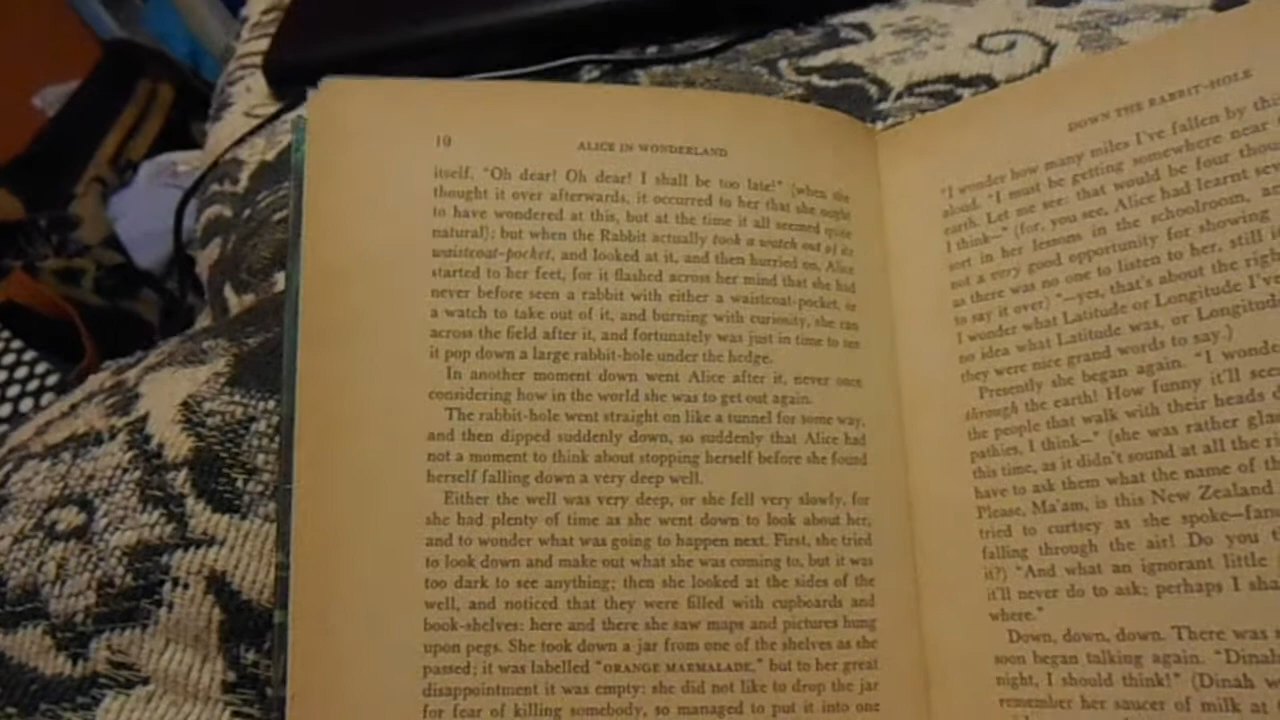 10
ALICE IN WONDERLAND
itself, "Oh dear! Oh dear! I shall be too late!" (when she
thought it over afterwards, it occurred to her that she ought
to have wondered at this, but at the time it all seemed quite
natural); but when the Rabbit actually took a watch out of its
waistcoat-pocket, and looked at it, and then hurried on, Alice
started to her feet, for it flashed across her mind that she had
never before seen a rabbit with either a waistcoat-pocket, or
a watch to take out of it, and burning with curiosity, she ran
across the field after it, and fortunately was just in time to see
it pop down a large rabbit-hole under the hedge.
In another moment down went Alice after it, never once
considering how in the world she was to get out again.
The rabbit-hole went straight on like a tunnel for some way,
and then dipped suddenly down, so suddenly that Alice had
not a moment to think about stopping herself before she found
herself falling down a very deep well.
Either the well was very deep, or she fell very slowly, for
she had plenty of time as she went down to look about her,
and to wonder what was going to happen next. First, she tried
to look down and make out what she was coming to, but it was
too dark to see anything; then she looked at the sides of the
well, and noticed that they were filled with cupboards and
book-shelves: here and there she saw maps and pictures hung
upon pegs. She took down a jar from one of the shelves as she
passed; it was labelled "ORANGE MARMALADE," but to her great
disappointment it was empty: she did not like to drop the jar
for fear of killing somebody, so managed to put it into one
DOWN THE RABBIT-HOLE
"I wonder how many miles I've fallen by this
aloud. "I must be getting somewhere near
earth. Let me see: that would be four
I think—" (for, you see, Alice had learnt
sort in her lessons in the schoolroom,
not a very good opportunity for showing
as there was no one to listen to her, still
to say it over) "—yes, that's about the
I wonder what Latitude or Longitude I've
no idea what Latitude was, or
they were nice grand words to say.)
Presently she began again. "I
through the earth! How funny it'll
the people that walk with their heads
pathies, I think—" (she was rather
this time, as it didn't sound at all the
have to ask them what the name of
Please, Ma'am, is this New Zealand
tried to curtsey as she
falling through the air! Do you
it?) "And what an ignorant little
it'll never do to ask: perhaps I
where."
Down, down, down. There was
soon began talking again.
night, I should think!" (Dinah
remember her saucer of milk at